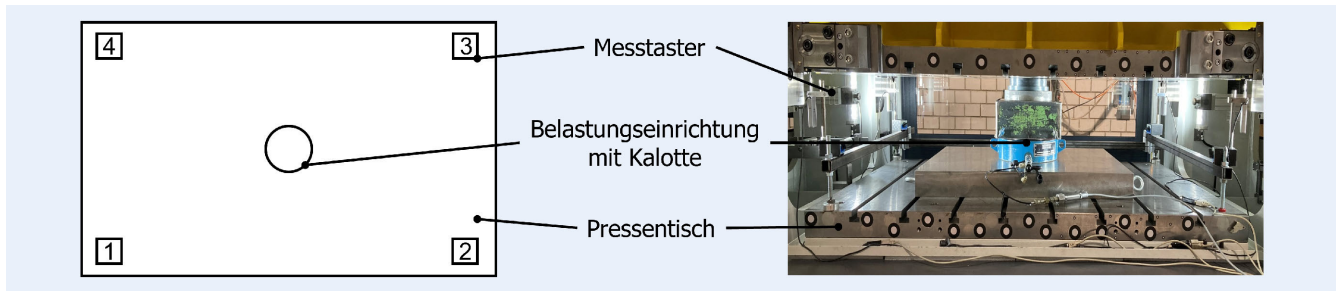 4
3
Messtaster
Belastungseinrichtung
mit Kalotte
Pressentisch
1
2